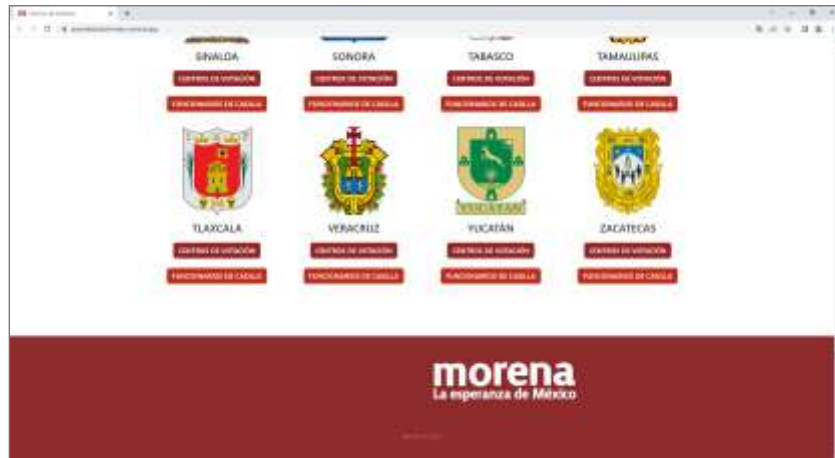 SINALOA SONORA TABASCO TAMAULIPAS
CENTROS DE VOTACIÓN CENTROS DE VOTACIÓN CENTROS DE VOTACIÓN CENTROS DE VOTACIÓN
FUNCIONARIOS DE CASILLA FUNCIONARIOS DE CASILLA FUNCIONARIOS DE CASILLA FUNCIONARIOS DE CASILLA
YUCATÁN
TLAXCALA VERACRUZ YUCATÁN ZACATECAS
CENTROS DE VOTACIÓN CENTROS DE VOTACIÓN CENTROS DE VOTACIÓN CENTROS DE VOTACIÓN
FUNCIONARIOS DE CASILLA FUNCIONARIOS DE CASILLA FUNCIONARIOS DE CASILLA FUNCIONARIOS DE CASILLA
morena
La esperanza de México